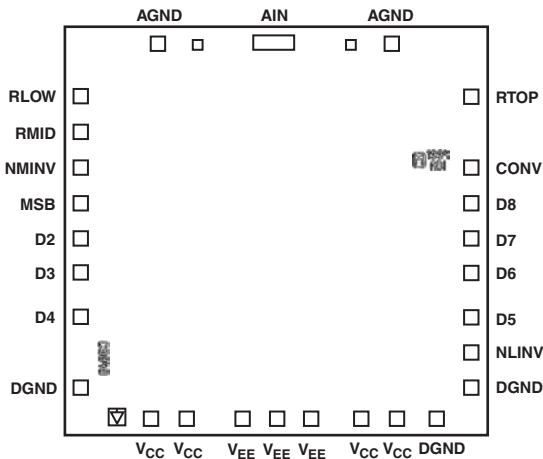 AGND AIN AGND
RLOW RTOP
RMID
NMINV CONV
MSB D8
D2 D7
D3 D6
D4 D5
NLINV
DGND DGND
VCC VCC VEE VEE VEE VCC VCC DGND